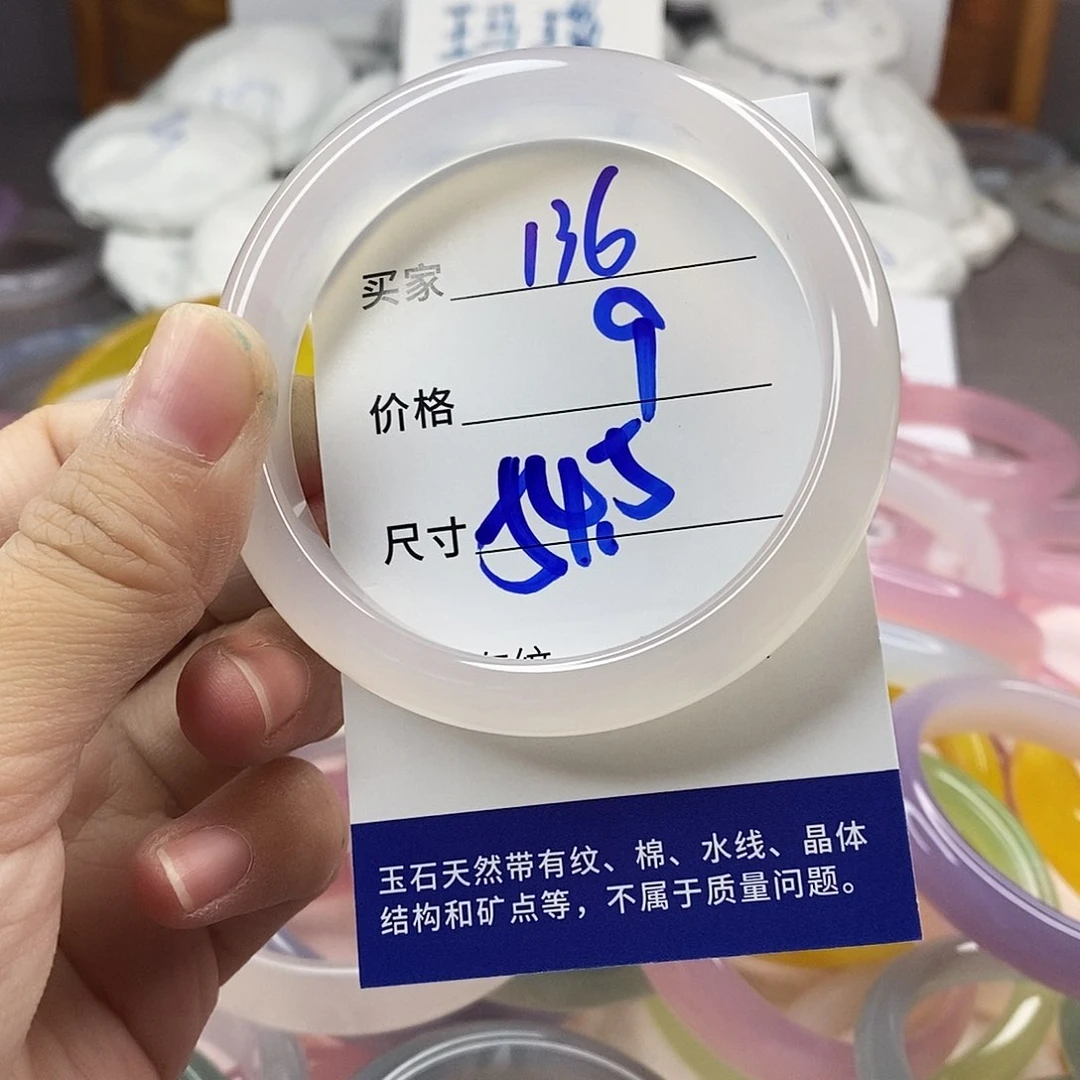 玛瑙
买家 136
价格 9
尺寸 54.5
玉石天然带有纹、棉、水线、晶体
结构和矿点等，不属于质量问题。